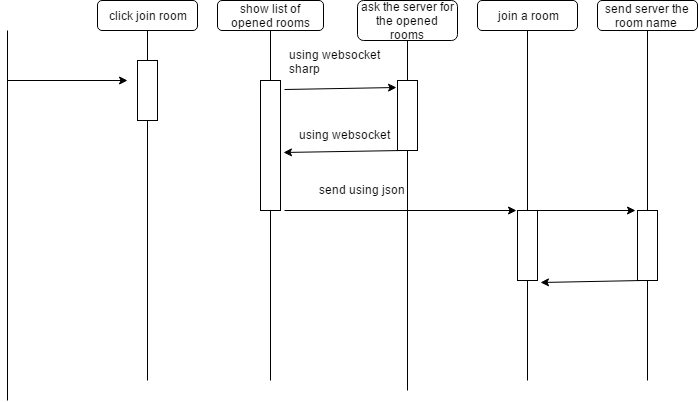 click join room
show list of
opened rooms
ask the server for
the opened
rooms
join a room
send server the
room name
using websocket
sharp
using websocket
send using json